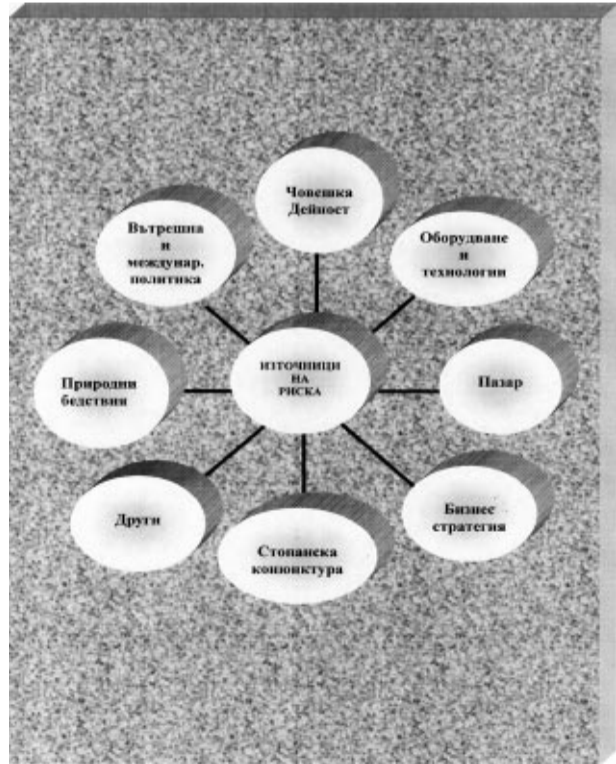 Човешка
Дейност
Оборудване
и
технологии
Пазар
Бизнес
стратегия
Стопанска
конюнктура
Други
Природни
бедствия
Вътрешна
и
междунар.
политика
ИЗТОЧНИЦИ
НА
РИСКА